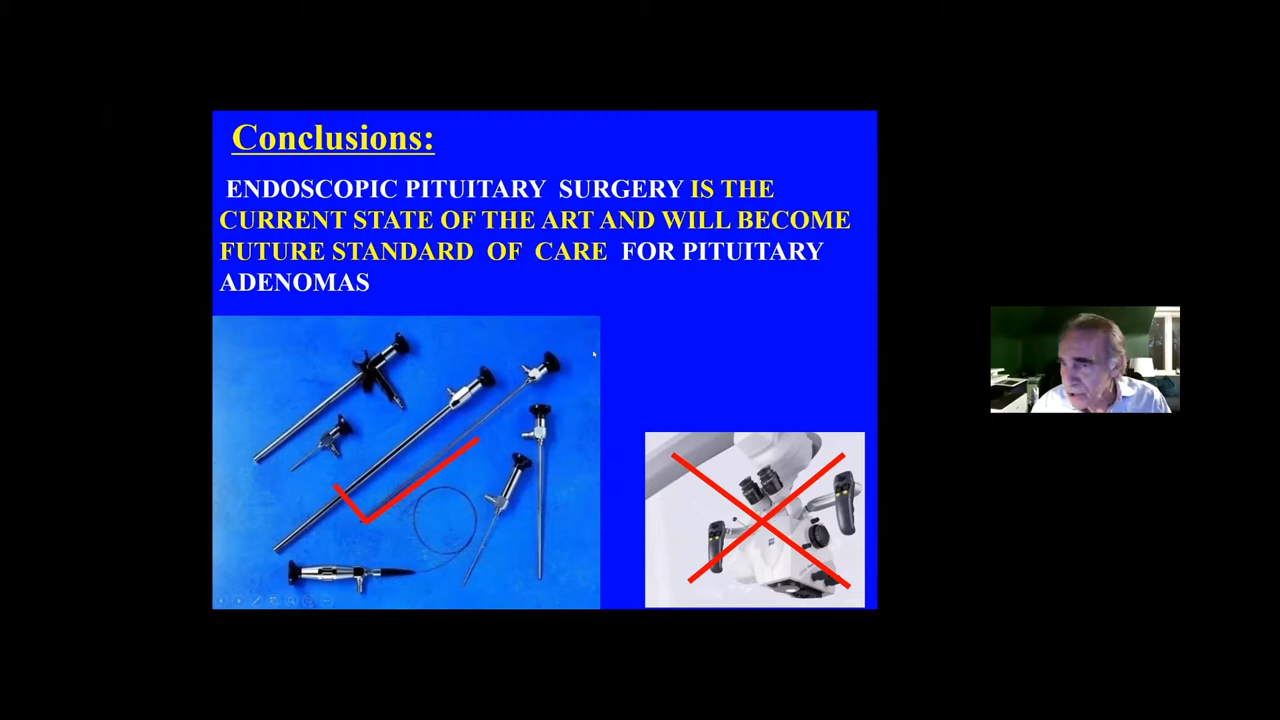 Conclusions:
ENDOSCOPIC PITUITARY SURGERY IS THE
CURRENT STATE OF THE ART AND WILL BECOME
FUTURE STANDARD OF CARE FOR PITUITARY
ADENOMAS